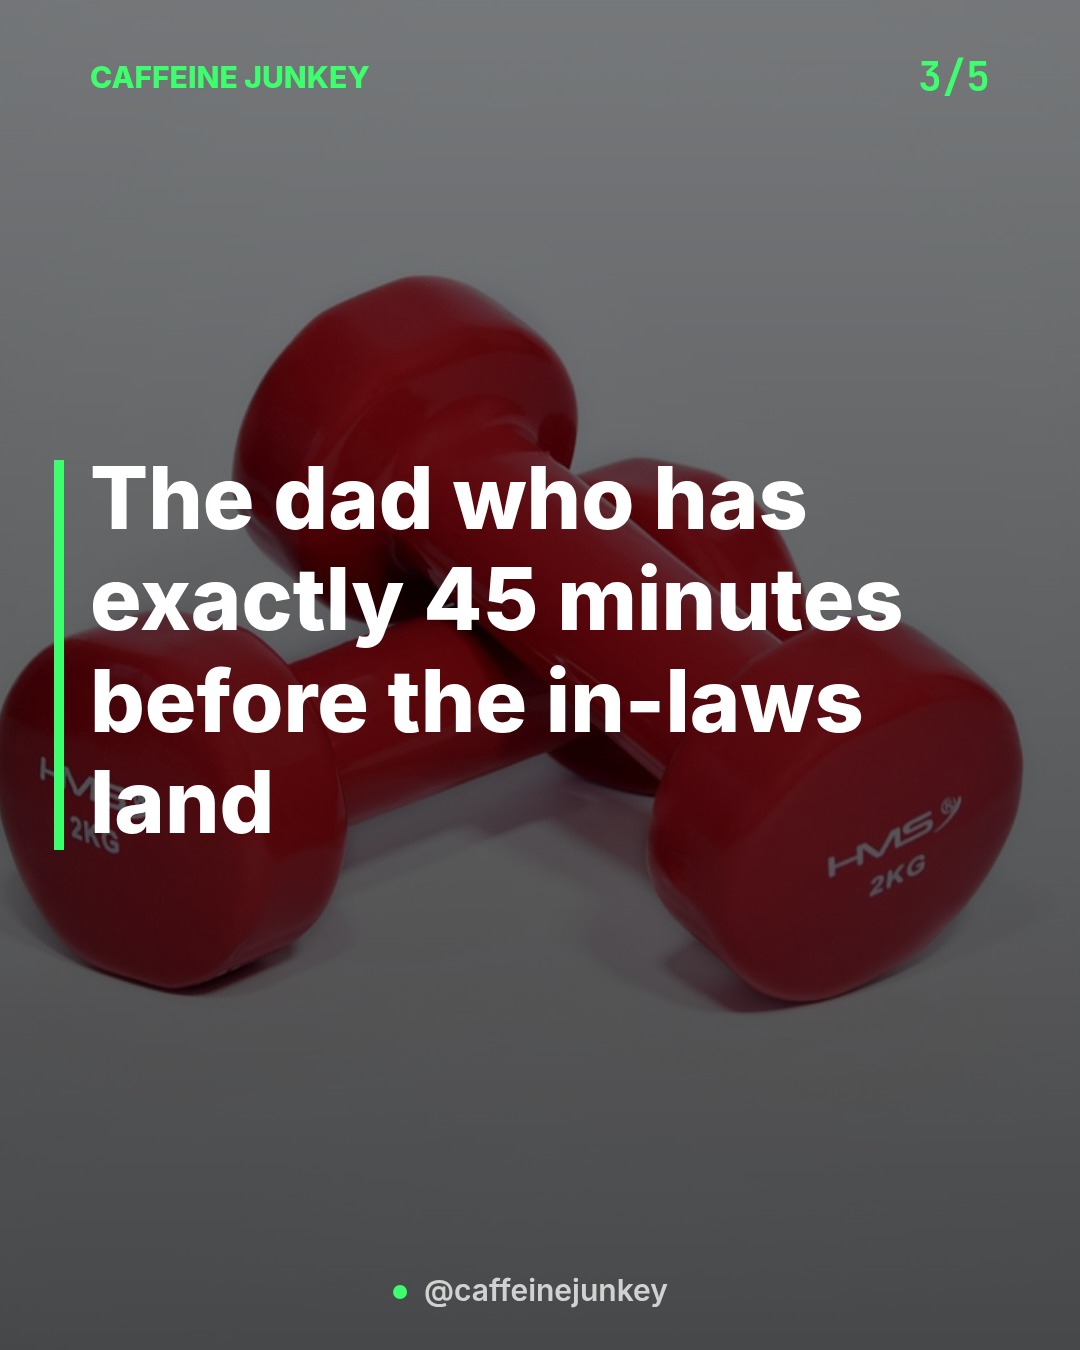 CAFFEINE JUNKEY
3/5
The dad who has
exactly 45 minutes
before the in-laws
land
HMS
2KG
HMS®
2KG
@caffeinejunkey